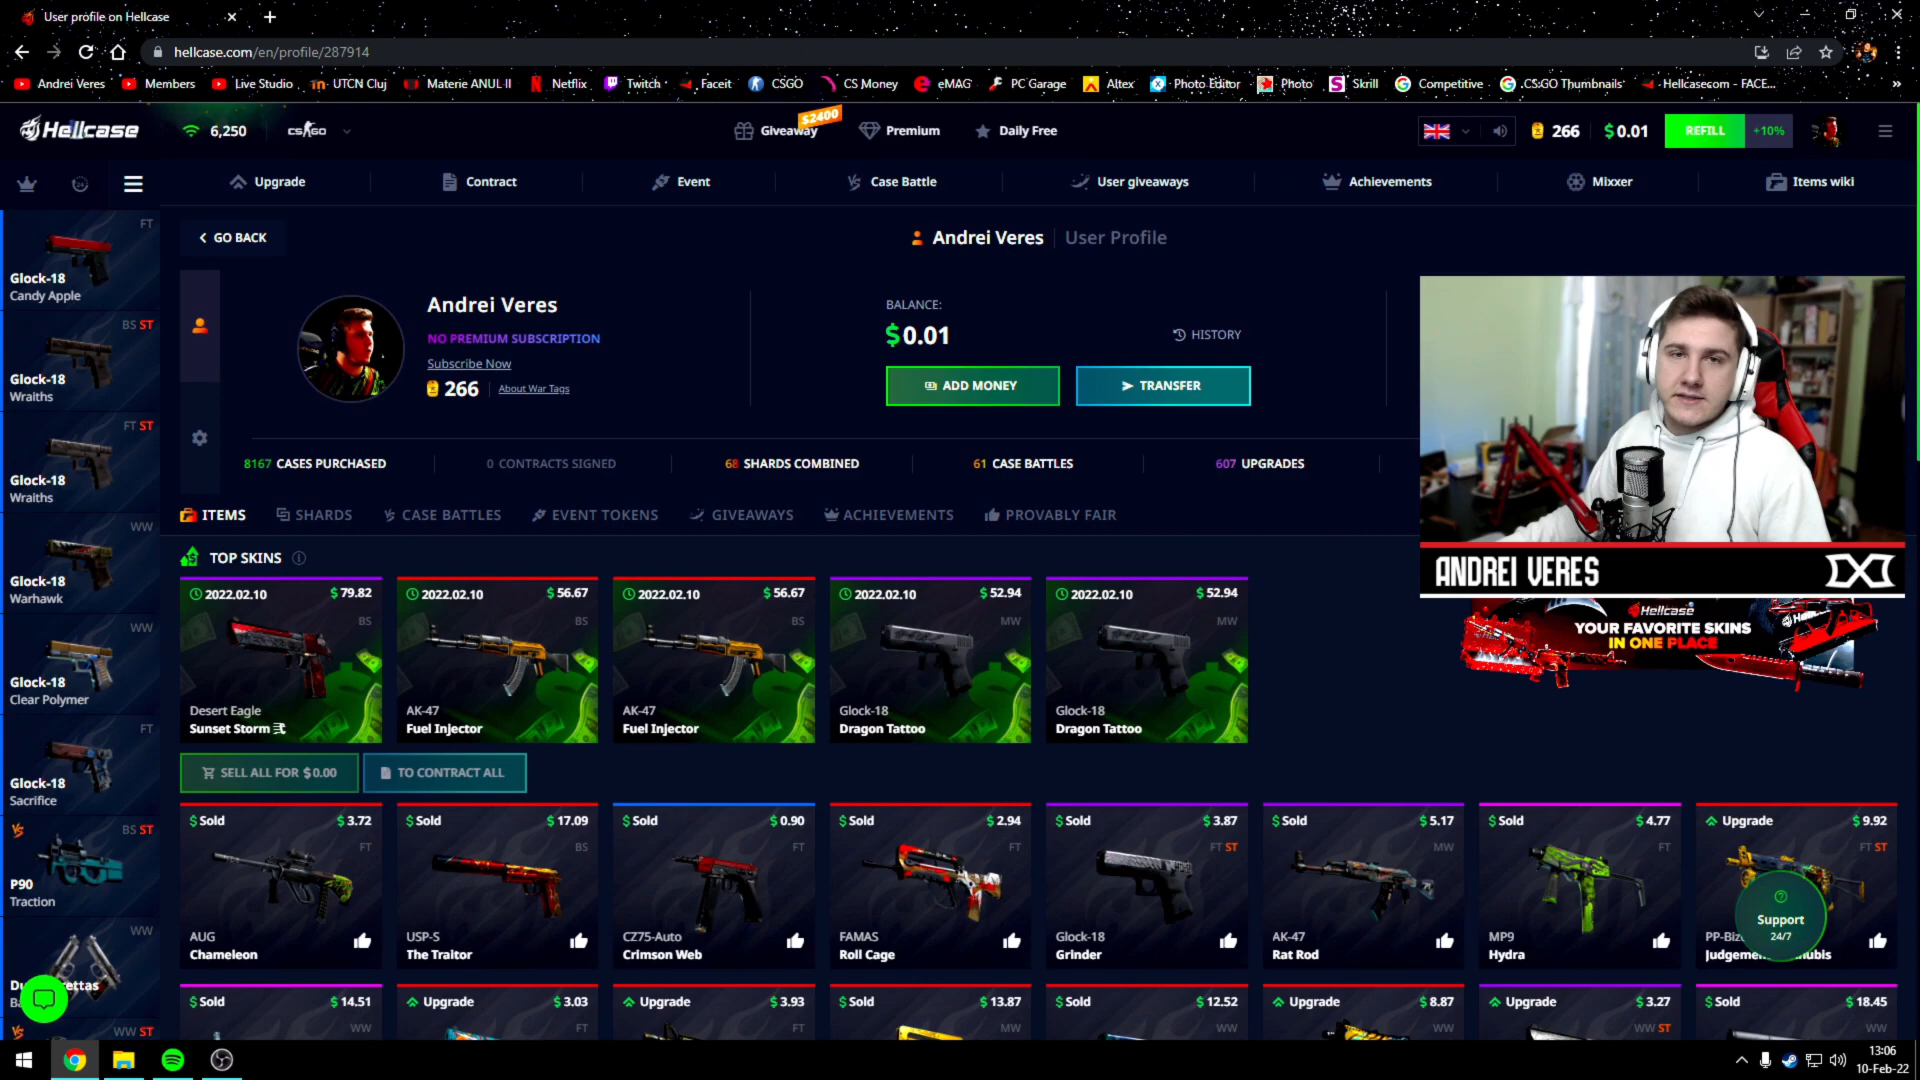 User profile on Hellcase
hellcase.com/en/profile/287914
Andrei Veres
Members
Live Studio
UTCN Cluj
Materie ANUL II
Netflix
Twitch
Faceit
CSGO
CS Money
eMAG
PC Garage
Altex
Photo Editor
Photo
Skrill
Competitive
.CS:GO Thumbnails'
Hellcase.com - FACE...
Hellcase
6,250
CS:GO
Giveaway
$2400
Premium
Daily Free
266
$0.01
REFILL
+10%
Upgrade
Contract
Event
Case Battle
User giveaways
Achievements
Mixxer
Items wiki
GO BACK
Andrei Veres
User Profile
FT
Glock-18
Candy Apple
BS ST
Glock-18
Wraiths
FT ST
Glock-18
Wraiths
WW
Glock-18
Warhawk
WW
Glock-18
Clear Polymer
FT
Glock-18
Sacrifice
BS ST
P90
Traction
WW
WW ST
Andrei Veres
NO PREMIUM SUBSCRIPTION
Subscribe Now
266
About War Tags
BALANCE:
$0.01
HISTORY
ADD MONEY
TRANSFER
8167 CASES PURCHASED
0 CONTRACTS SIGNED
68 SHARDS COMBINED
61 CASE BATTLES
607 UPGRADES
ITEMS
SHARDS
CASE BATTLES
EVENT TOKENS
GIVEAWAYS
ACHIEVEMENTS
PROVABLY FAIR
ANDREI VERES
Hellcase
YOUR FAVORITE SKINS
IN ONE PLACE
TOP SKINS
2022.02.10
$79.82
BS
Desert Eagle
Sunset Storm 弐
2022.02.10
$56.67
BS
AK-47
Fuel Injector
2022.02.10
$56.67
BS
AK-47
Fuel Injector
2022.02.10
$52.94
MW
Glock-18
Dragon Tattoo
2022.02.10
$52.94
MW
Glock-18
Dragon Tattoo
SELL ALL FOR $0.00
TO CONTRACT ALL
$Sold
$3.72
FT
AUG
Chameleon
$Sold
$17.09
BS
USP-S
The Traitor
$Sold
$0.90
FT
CZ75-Auto
Crimson Web
$Sold
$2.94
FT
FAMAS
Roll Cage
$Sold
$3.87
FT ST
Glock-18
Grinder
$Sold
$5.17
MW
AK-47
Rat Rod
$Sold
$4.77
FT
MP9
Hydra
Upgrade
$9.92
FT ST
Support
24/7
$Sold
$14.51
WW
Upgrade
$3.03
FT
Upgrade
$3.93
FT
$Sold
$13.87
MW
$Sold
$12.52
WW
Upgrade
$8.87
WW
Upgrade
$3.27
WW ST
$Sold
$18.45
WW
13:06
10-Feb-22